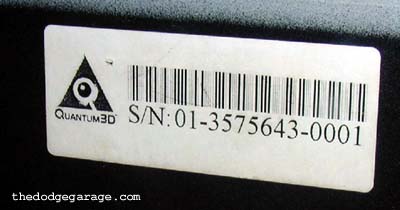 QUANTUM3D
S/N: 01-3575643-0001
thedodgegarage.com